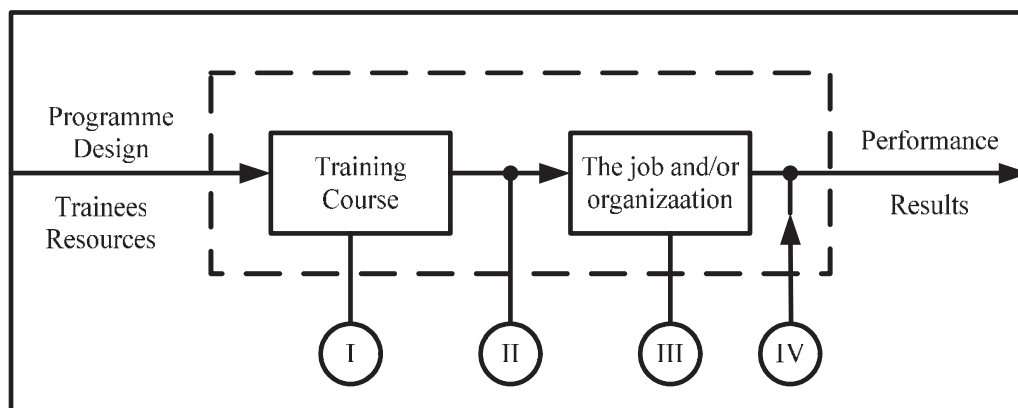 Programme
Design
Trainees
Resources
Training
Course
The job and/or
organizaation
Performance
Results
I
II
III
IV